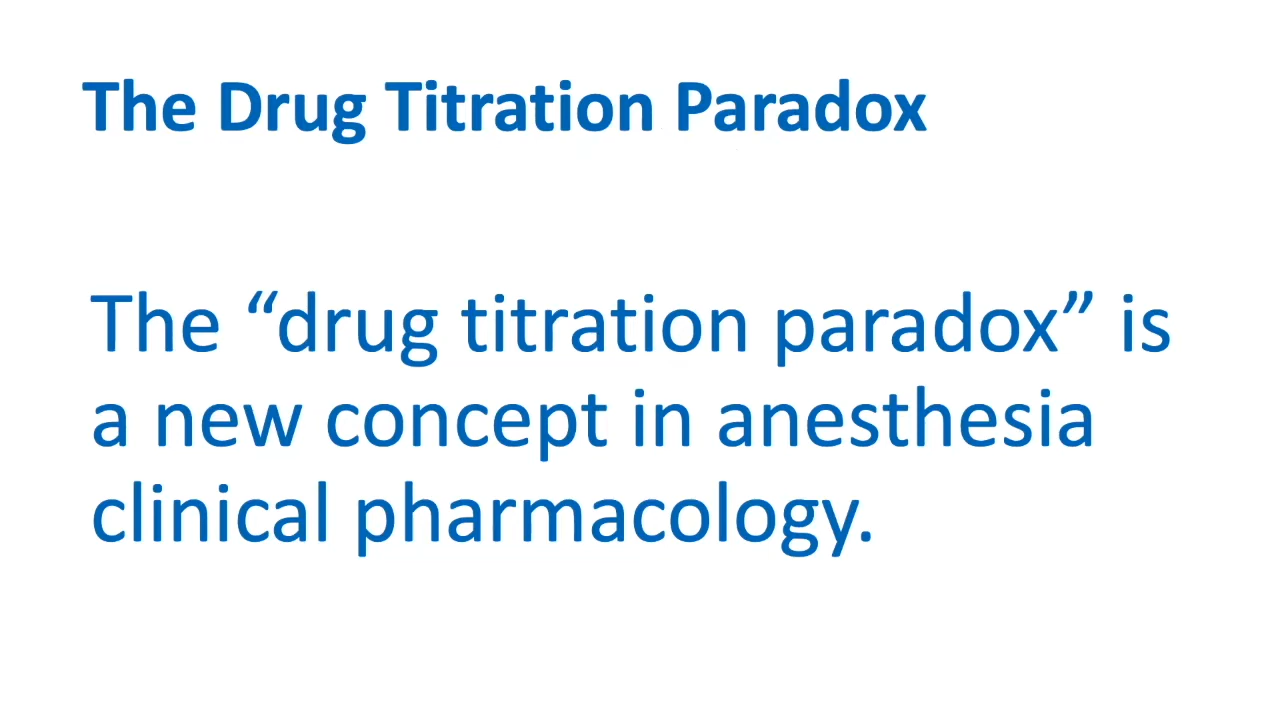 The Drug Titration Paradox
The “drug titration paradox” is
a new concept in anesthesia
clinical pharmacology.